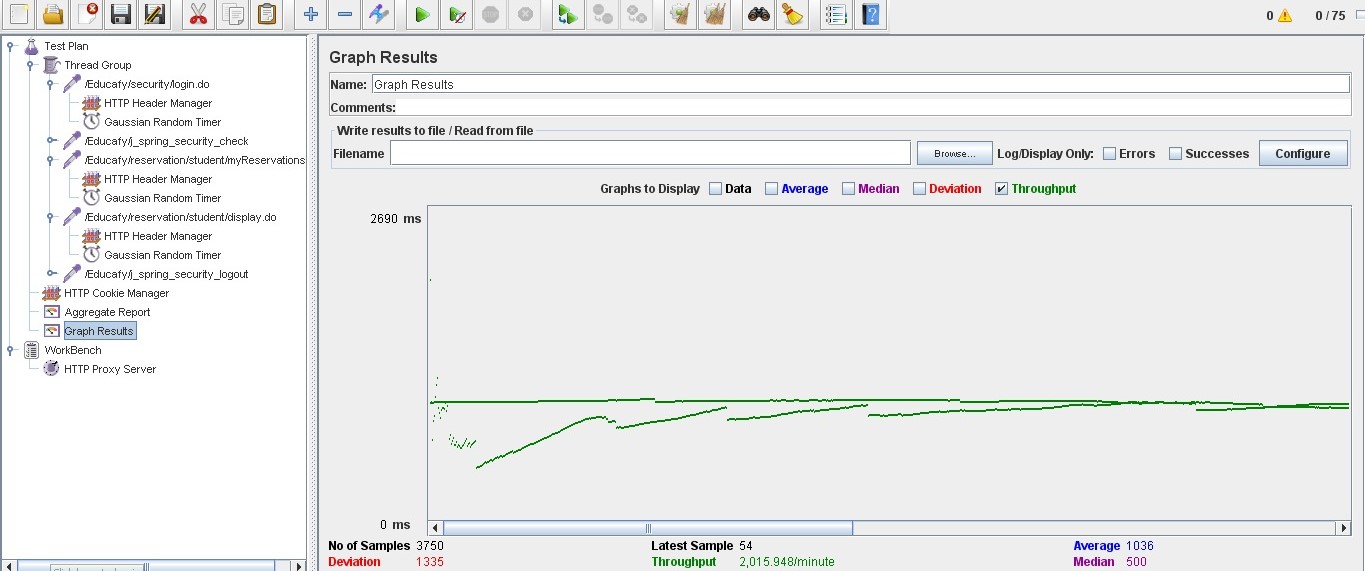 0 0 / 75
Test Plan
Thread Group
/Educafy/security/login.do
HTTP Header Manager
Gaussian Random Timer
/Educafy/j_spring_security_check
/Educafy/reservation/student/myReservations
HTTP Header Manager
Gaussian Random Timer
/Educafy/reservation/student/display.do
HTTP Header Manager
Gaussian Random Timer
/Educafy/j_spring_security_logout
HTTP Cookie Manager
Aggregate Report
Graph Results
WorkBench
HTTP Proxy Server
Graph Results
Name: Graph Results
Comments:
Write results to file / Read from file
Filename Browse... Log/Display Only: Errors Successes Configure
Graphs to Display Data Average Median Deviation Throughput
2690 ms
0 ms
No of Samples 3750 Latest Sample 54 Average 1036
Deviation 1335 Throughput 2,015.948/minute Median 500